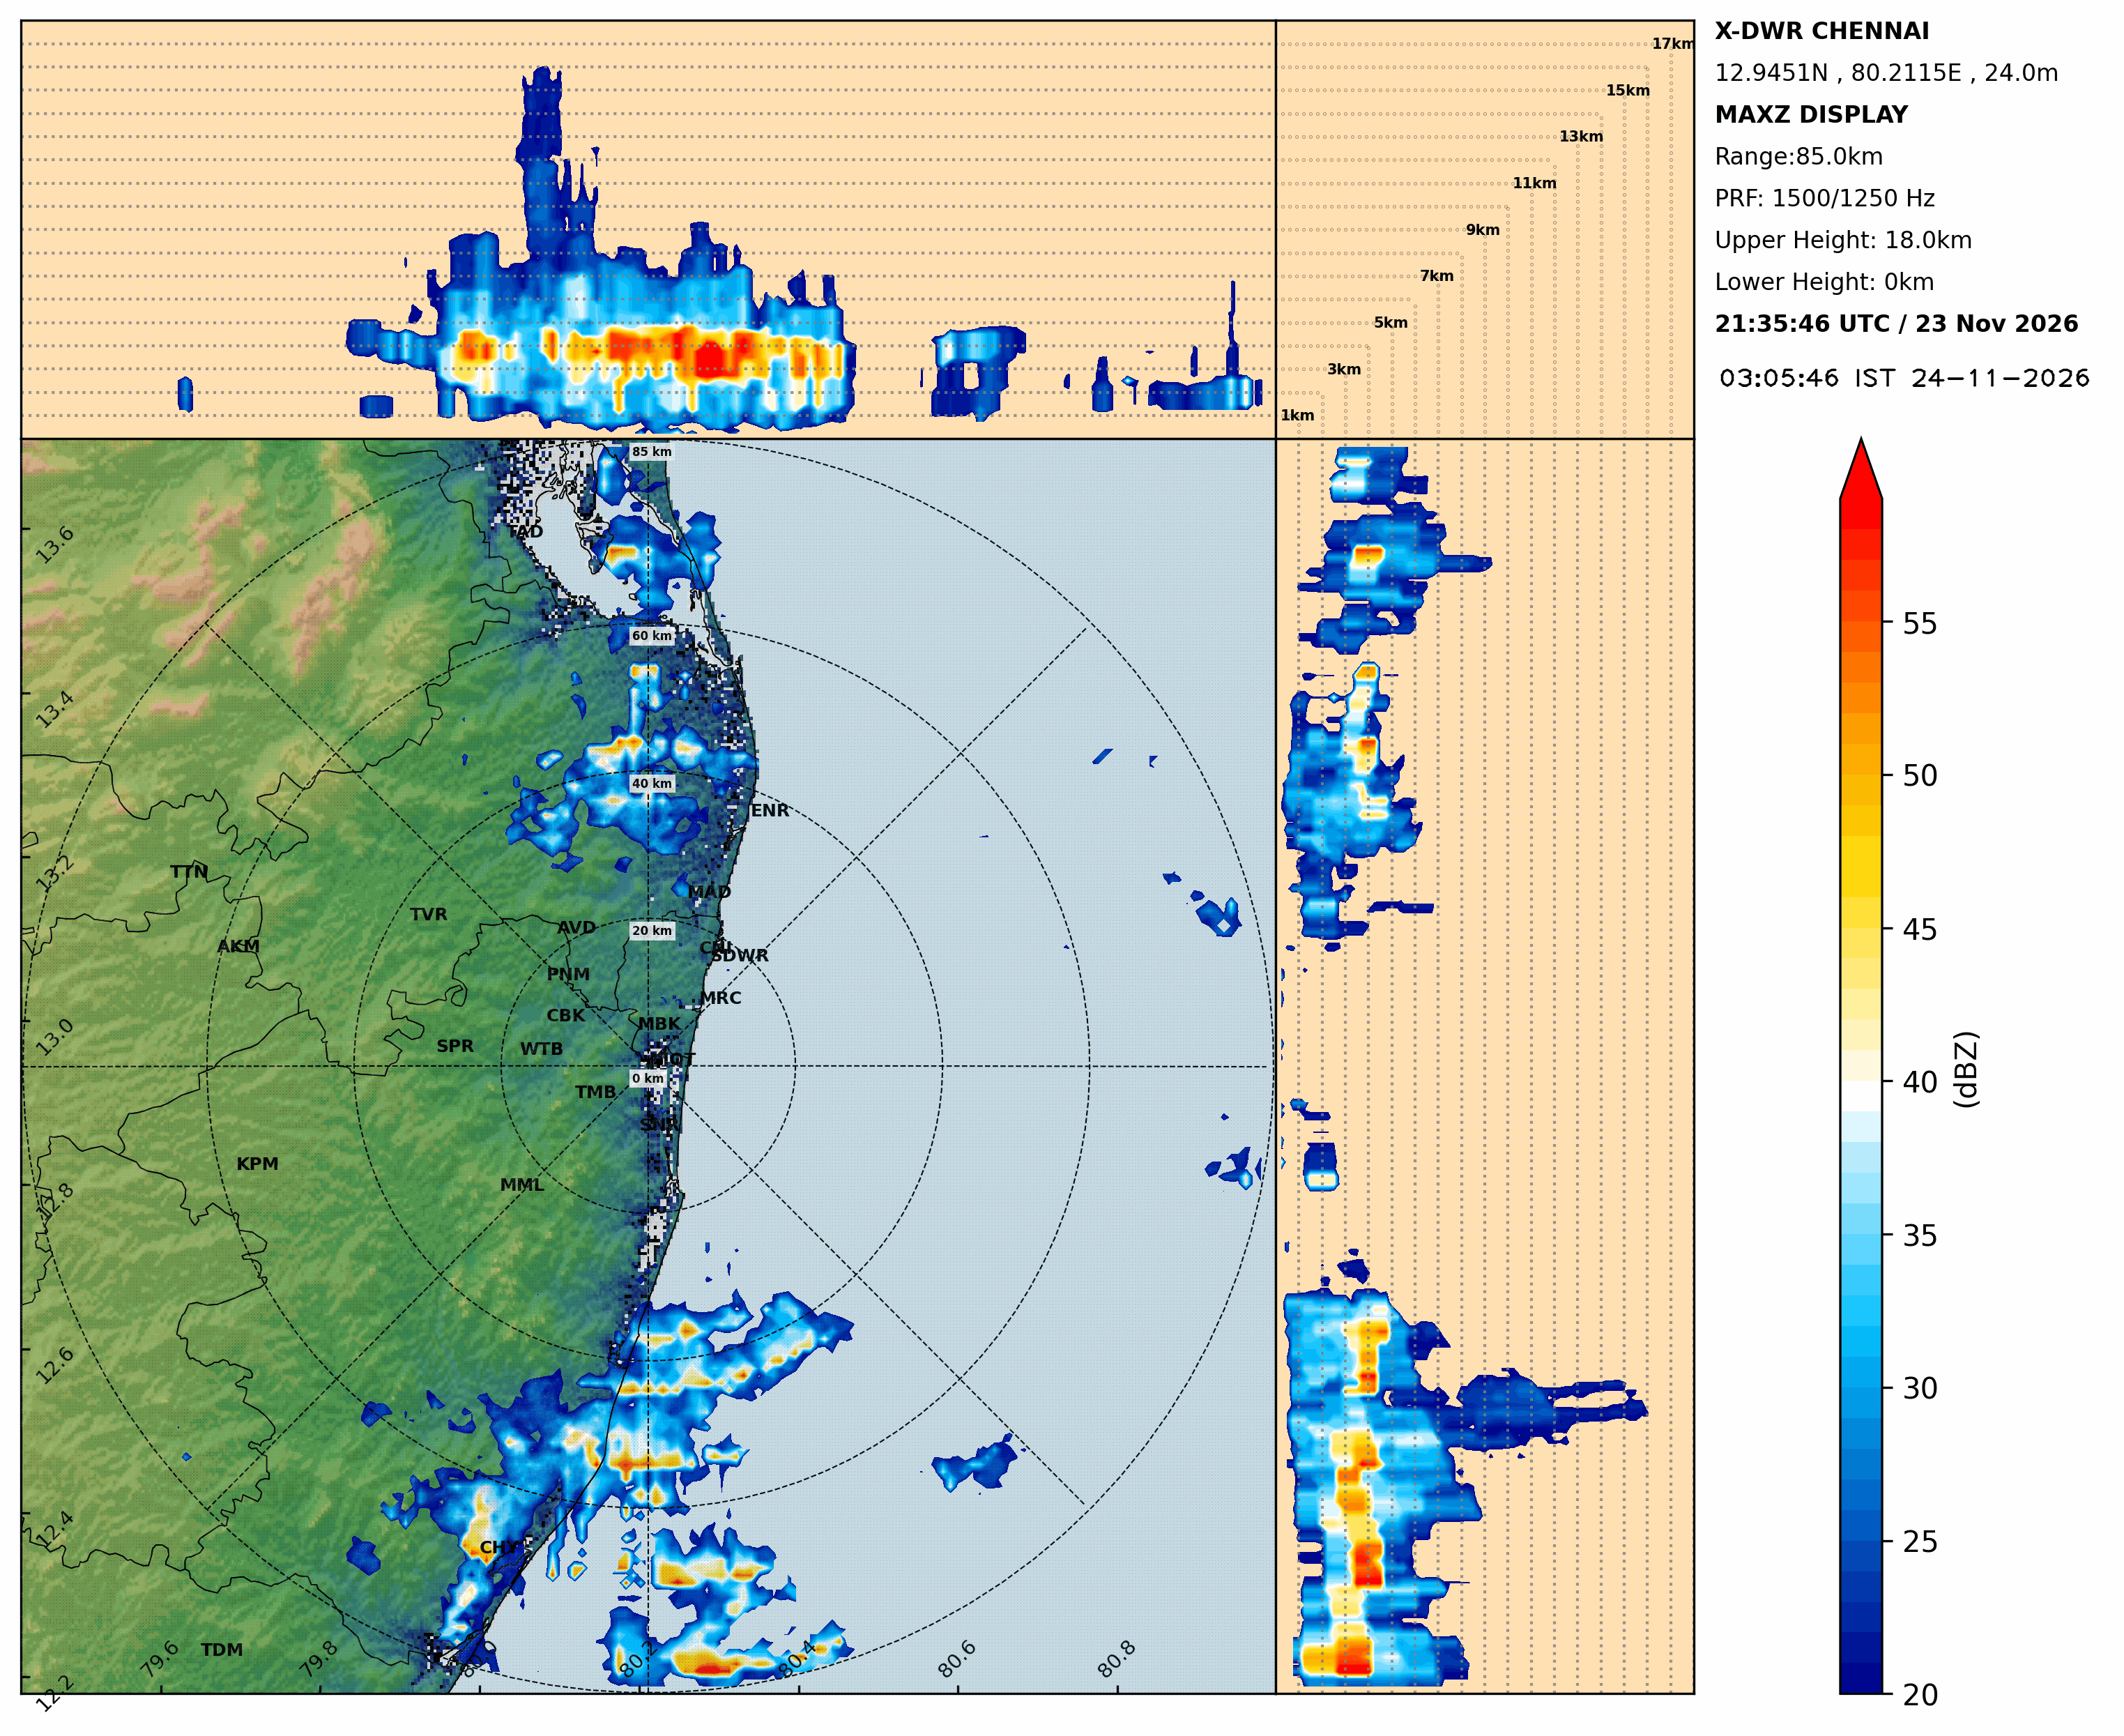 X-DWR CHENNAI
12.9451N , 80.2115E , 24.0m
MAXZ DISPLAY
Range:85.0km
PRF: 1500/1250 Hz
Upper Height: 18.0km
Lower Height: 0km
21:35:46 UTC / 23 Nov 2026
03:05:46 IST 24-11-2026
17km
15km
13km
11km
9km
7km
5km
3km
1km
85 km
TAD
13.6
60 km
13.4
40 km
ENR
13.2
TTN
MAD
TVR
AVD
20 km
AKM
SDWR
PNM
MRC
13.0
CBK
MBK
SPR
WTB
0 km
TMB
SNR
KPM
MML
12.8
12.6
12.4
CHY
TDM
12.2
79.6
79.8
80.0
80.2
80.4
80.6
80.8
55
50
45
40
35
30
25
20
(dBZ)